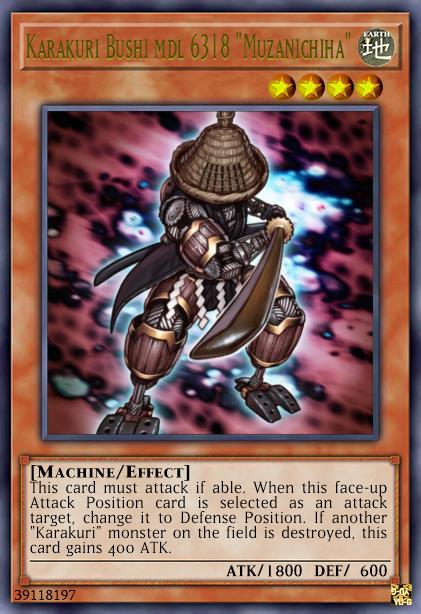 Karakuri Bushi mdl 6318 "Muzanichiha"
EARTH
地
[Machine/Effect]
This card must attack if able. When this face-up
Attack Position card is selected as an attack
target, change it to Defense Position. If another
"Karakuri" monster on the field is destroyed, this
card gains 400 ATK.
ATK/1800 DEF/ 600
39118197